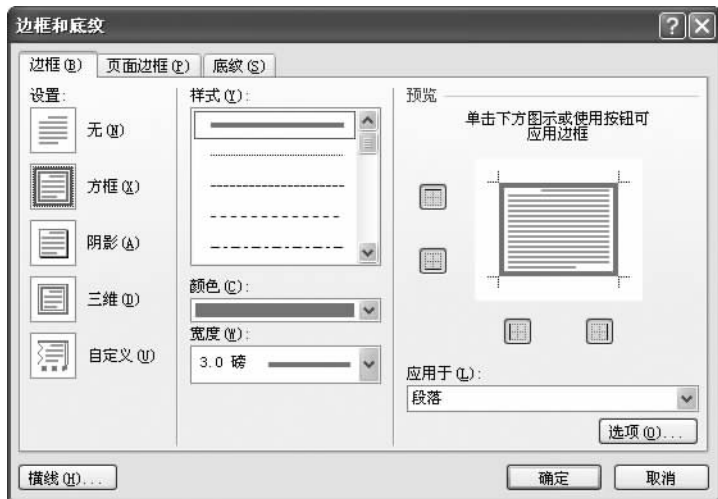 边框和底纹
边框(B) 页面边框(P) 底纹(S)
设置:
无(N)
方框(X)
阴影(A)
三维(D)
自定义(U)
样式(Y):
颜色(C):
宽度(W):
3.0 磅
预览
单击下方图示或使用按钮可
应用边框
应用于(L):
段落
选项(O)...
横线(H)...
确定
取消